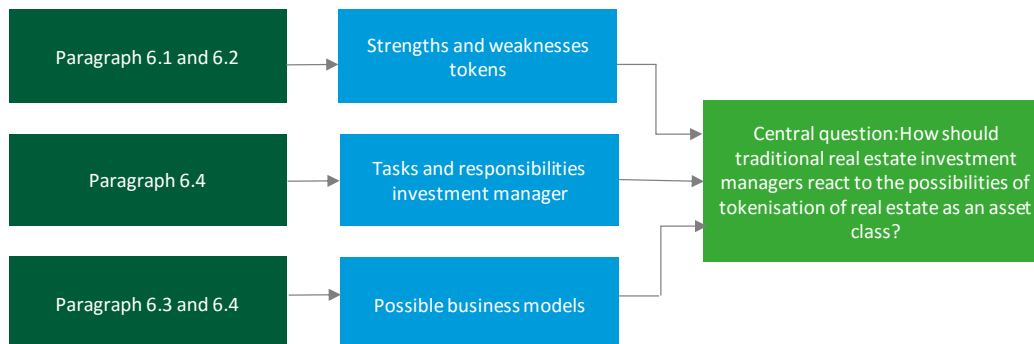 Paragraph 6.1 and 6.2
Strengths and weaknesses
tokens
Paragraph 6.4
Tasks and responsibilities
investment manager
Paragraph 6.3 and 6.4
Possible business models
Central question:How should
traditional real estate investment
managers react to the possibilities of
tokenisation of real estate as an asset
class?